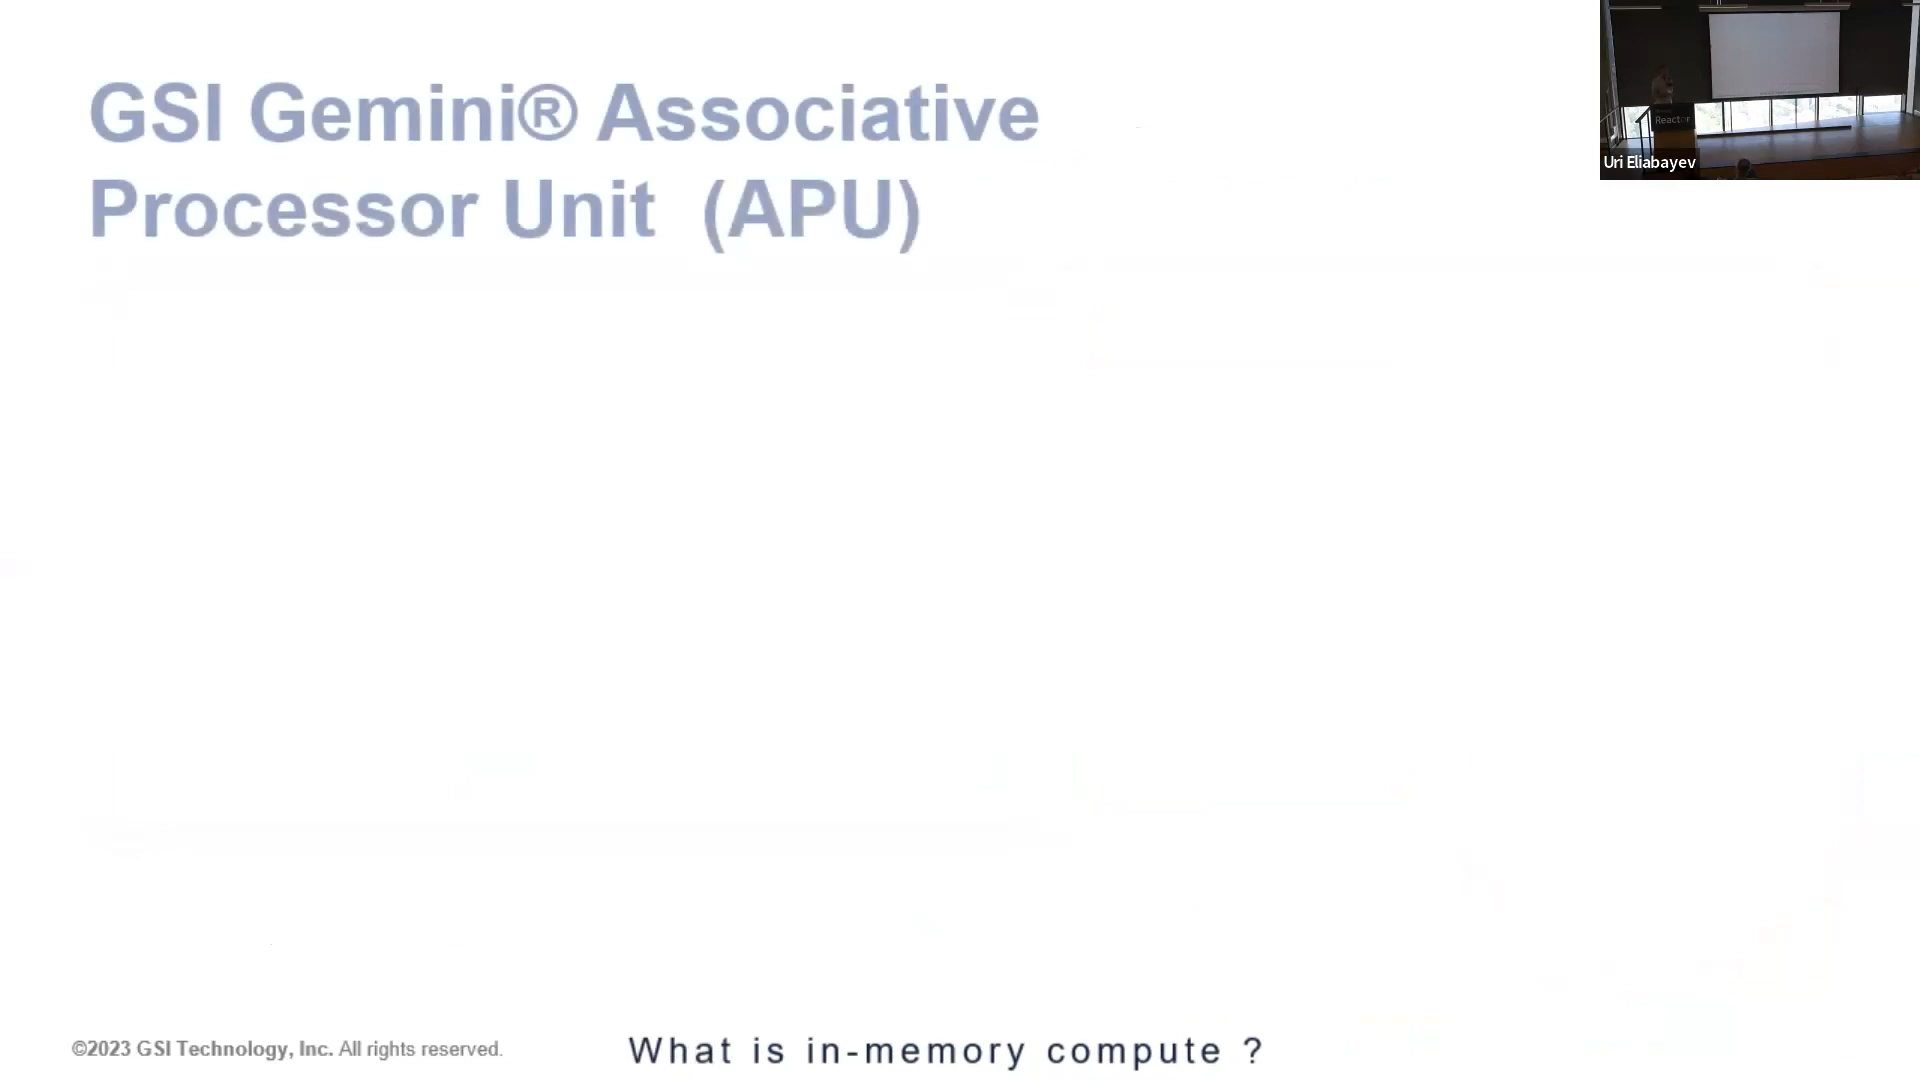 GSI Gemini® Associative
Processor Unit (APU)
Reactor
Uri Eliabayev
©2023 GSI Technology, Inc. All rights reserved.
What is in-memory compute ?